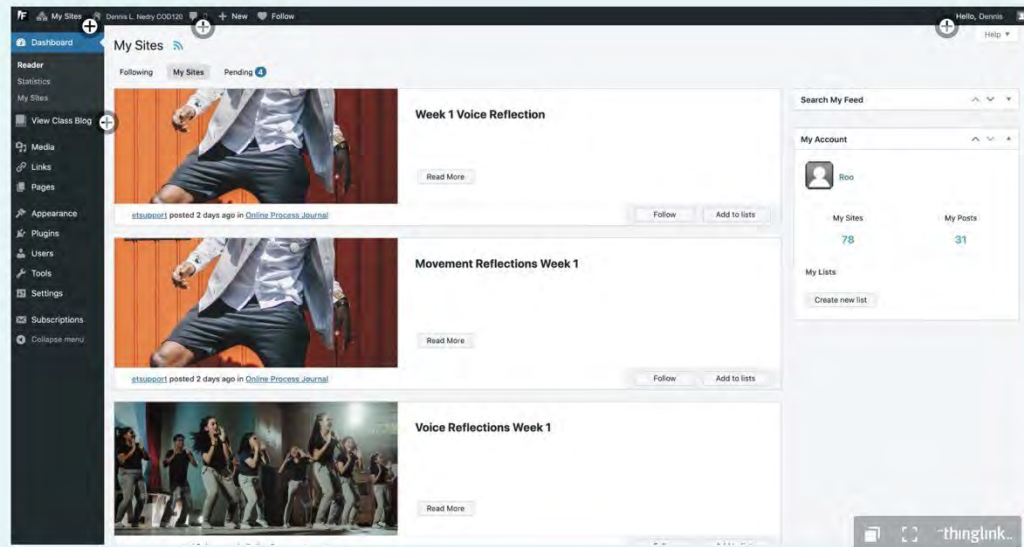 My Sites Dennis L. Nedry COD120 + New Follow Hello, Dennis
Help
Dashboard
Reader
Statistics
My Sites
View Class Blog
Media
Links
Pages
Appearance
Plugins
Users
Tools
Settings
Subscriptions
Collapse menu
My Sites
Following My Sites Pending 4
Week 1 Voice Reflection
Read More
etsupport posted 2 days ago in Online Process Journal
Follow Add to lists
Movement Reflections Week 1
Read More
etsupport posted 2 days ago in Online Process Journal
Follow Add to lists
Voice Reflections Week 1
Read More
Search My Feed
My Account
Roo
My Sites My Posts
78 31
My Lists
Create new list
thinglink..